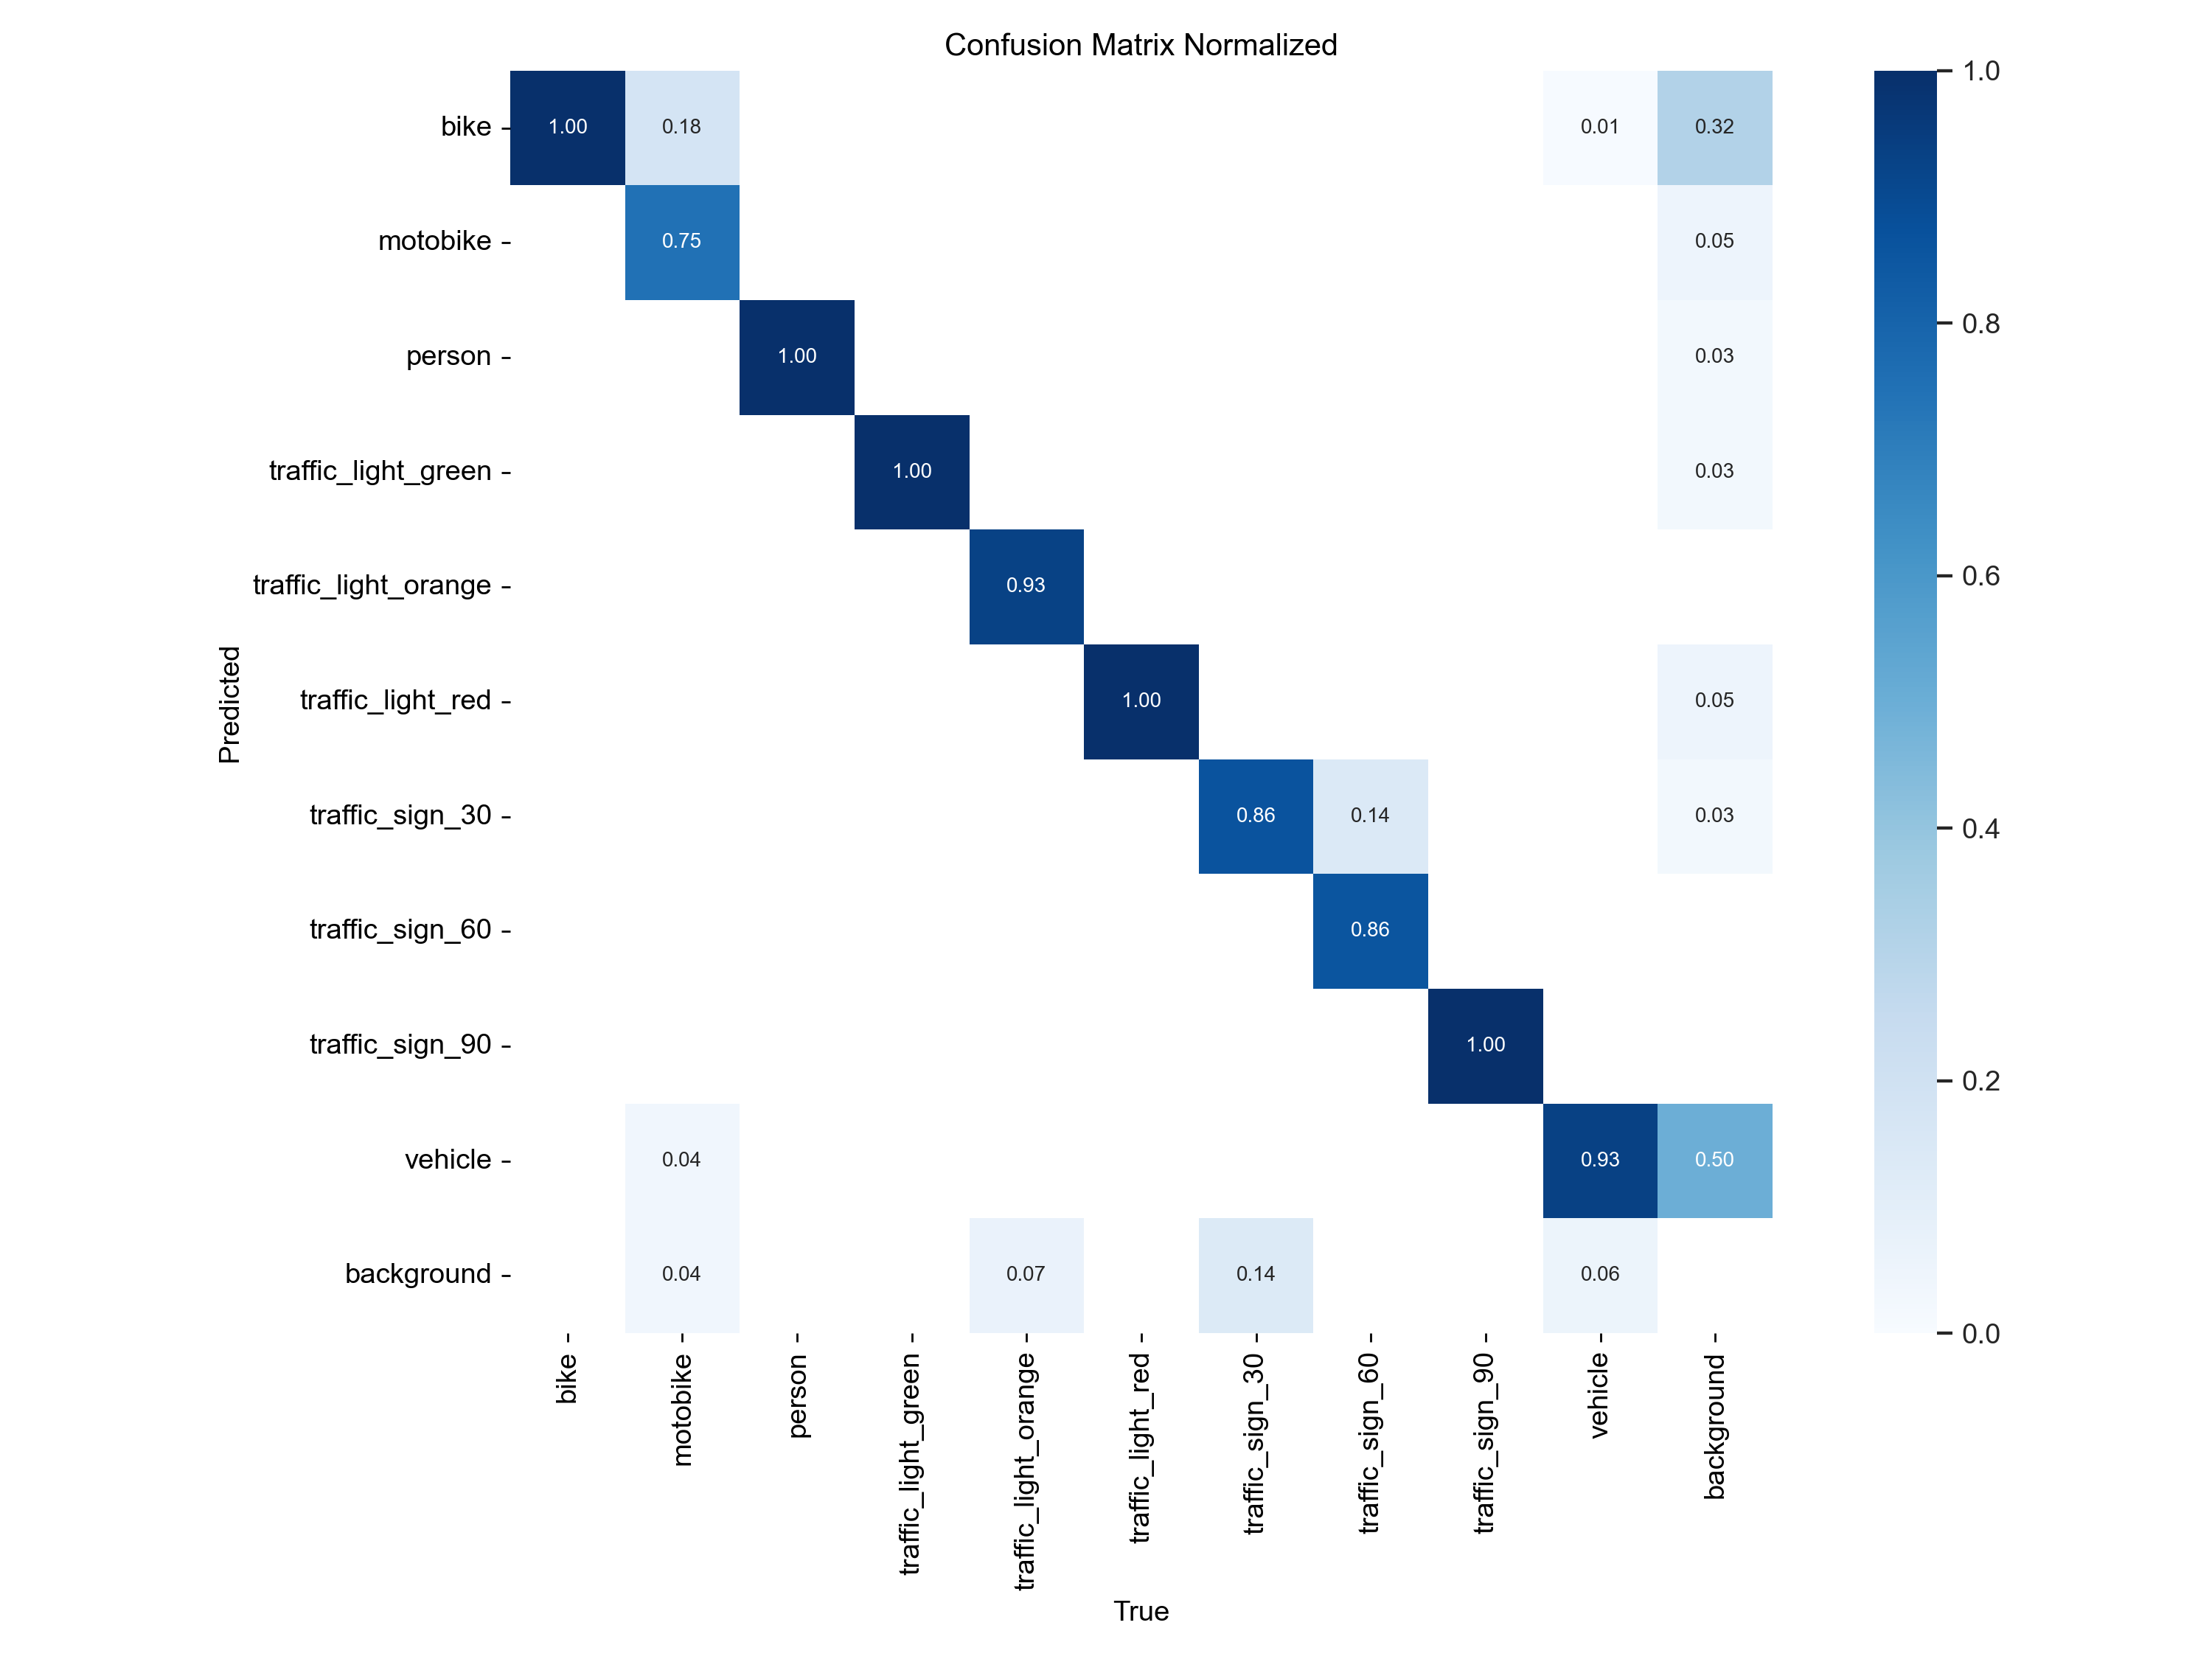 Confusion Matrix Normalized
bike 1.00 0.18 0.01 0.32
motobike 0.75 0.05
person 1.00 0.03
traffic_light_green 1.00 0.03
traffic_light_orange 0.93
traffic_light_red 1.00 0.05
traffic_sign_30 0.86 0.14 0.03
traffic_sign_60 0.86
traffic_sign_90 1.00
vehicle 0.04 0.93 0.50
background 0.04 0.07 0.14 0.06
Predicted
bike
motobike
person
traffic_light_green
traffic_light_orange
traffic_light_red
traffic_sign_30
traffic_sign_60
traffic_sign_90
vehicle
background
True
1.0
0.8
0.6
0.4
0.2
0.0